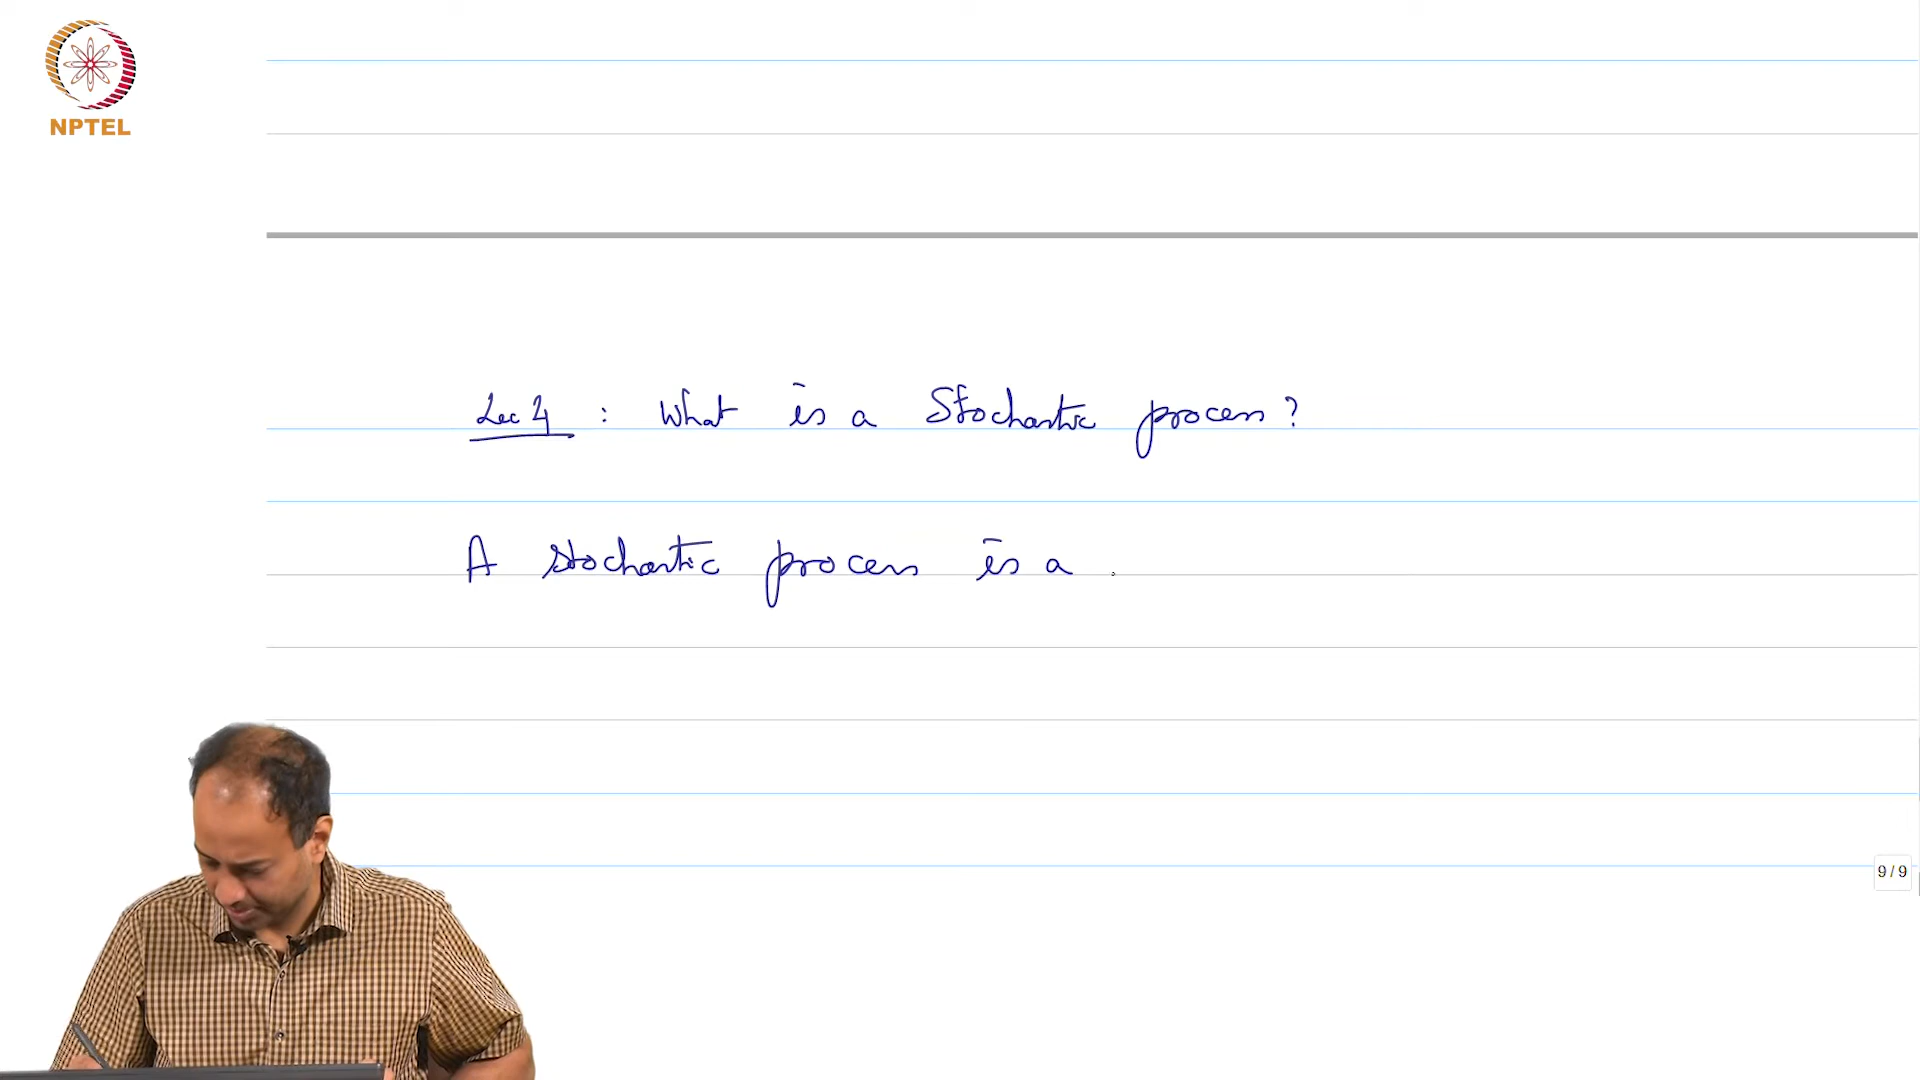 NPTEL
Lec 4 : What is a Stochastic process?
A stochastic process is a
9 / 9